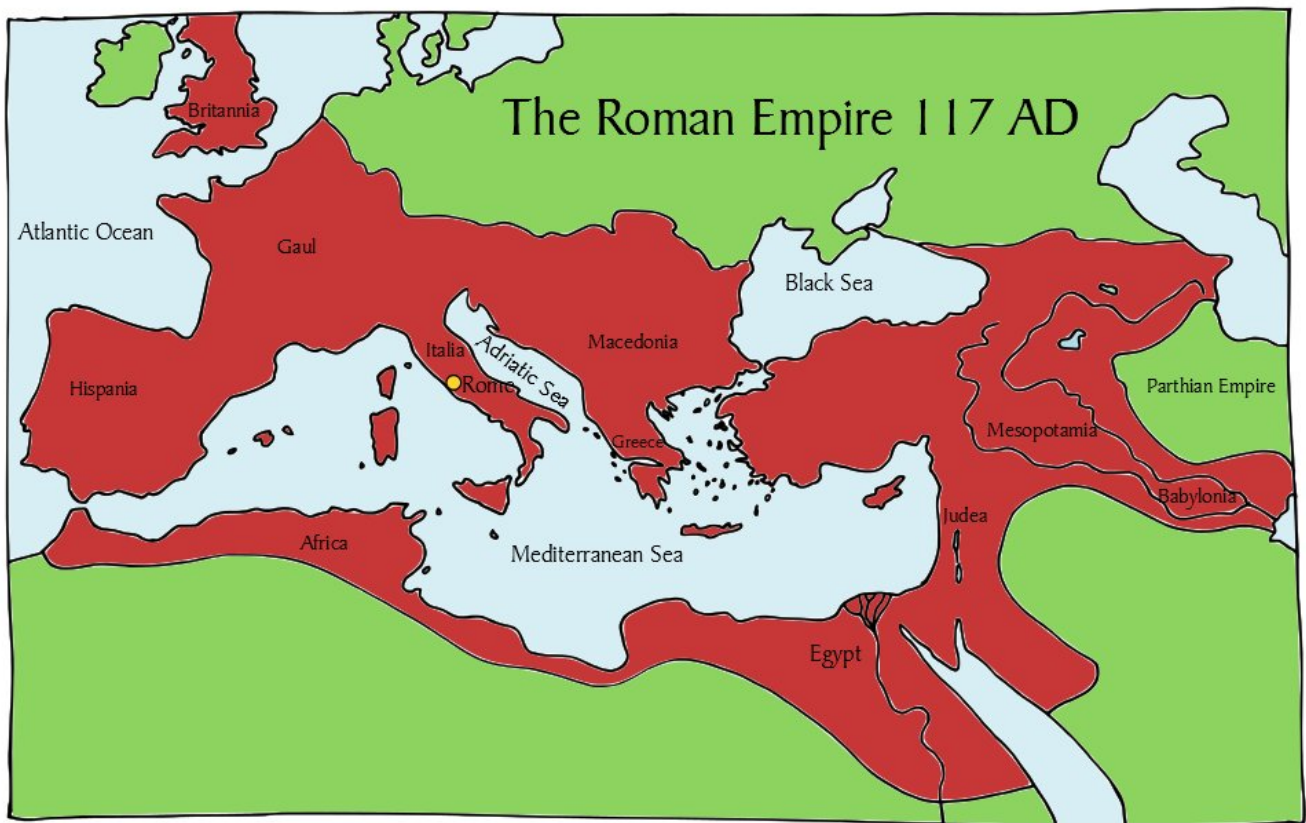 The Roman Empire 117 AD
Britannia
Atlantic Ocean
Gaul
Black Sea
Italia
Adriatic Sea
Macedonia
Rome
Hispania
Parthian Empire
Greece
Mesopotamia
Babylonia
Judea
Africa
Mediterranean Sea
Egypt